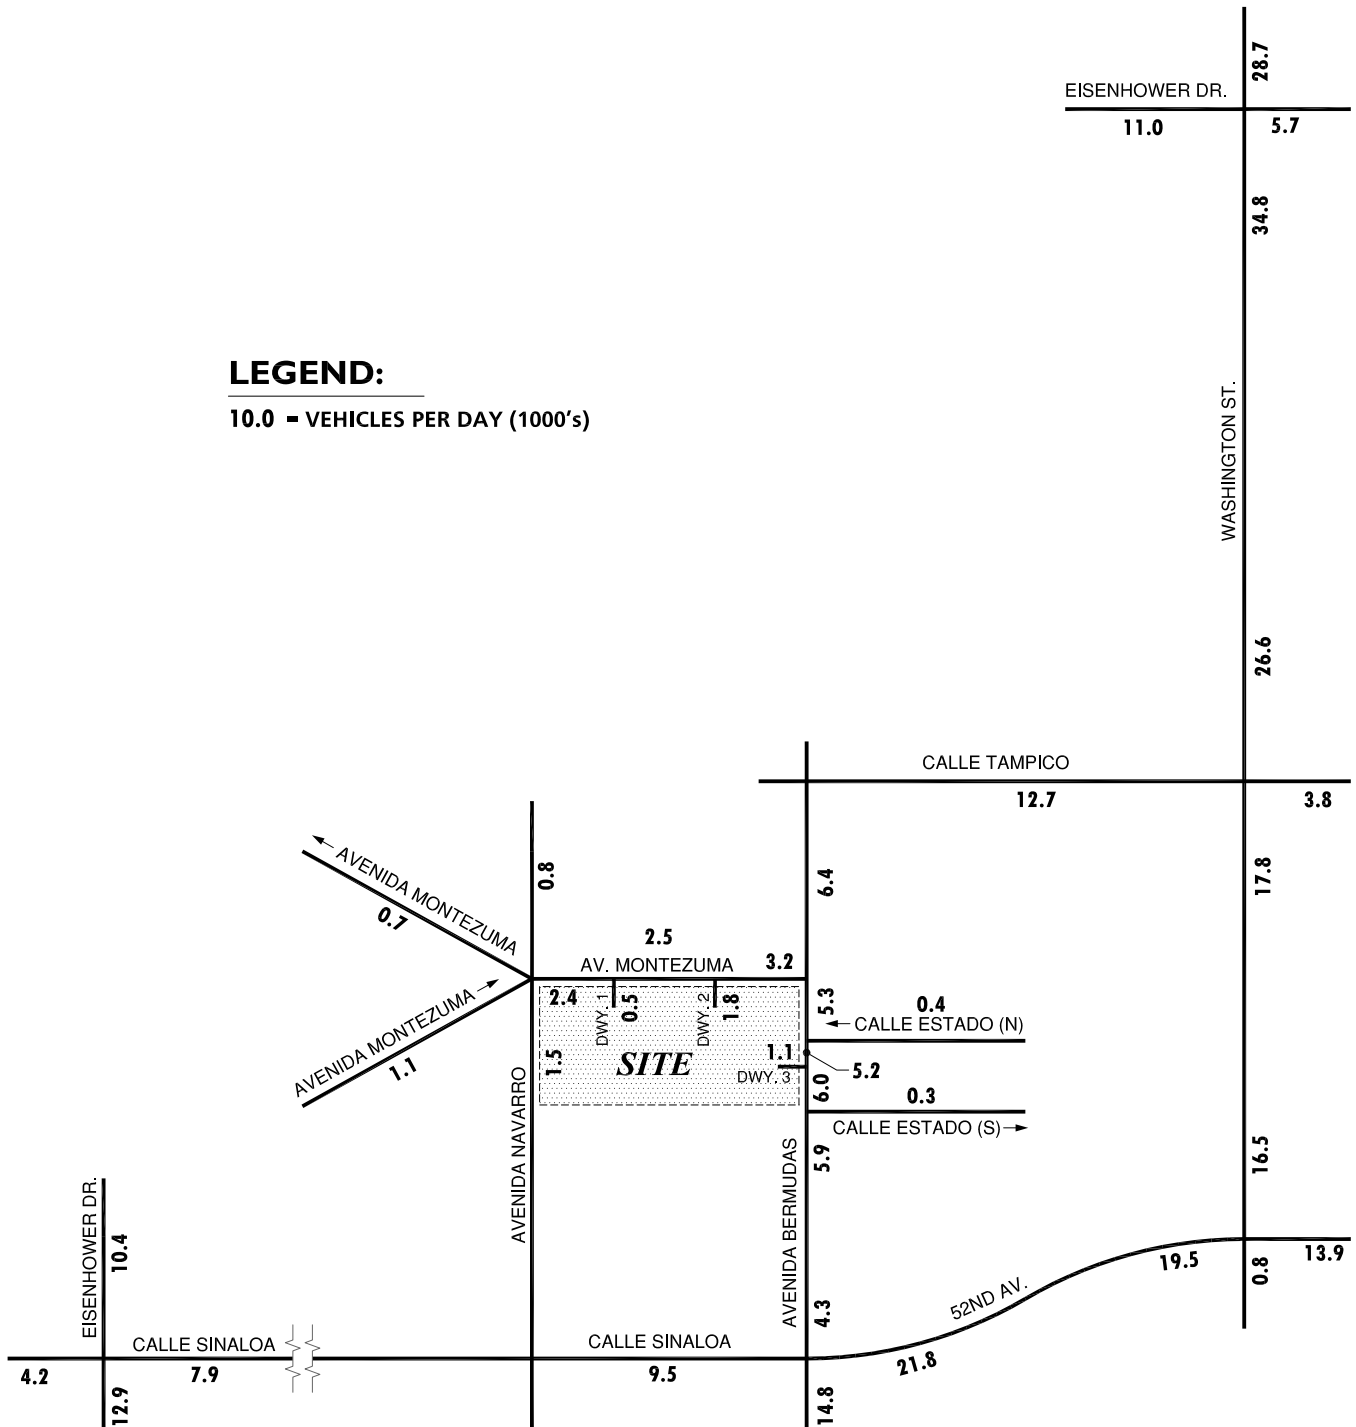 28.7
EISENHOWER DR.
11.0
5.7
34.8
LEGEND:
10.0 = VEHICLES PER DAY (1000's)
WASHINGTON ST.
26.6
CALLE TAMPICO
12.7
3.8
← AVENIDA MONTEZUMA
0.7
0.8
6.4
17.8
2.5
AV. MONTEZUMA
3.2
2.4
DWY. 1
0.5
DWY. 2
1.8
5.3
0.4
← CALLE ESTADO (N)
AVENIDA MONTEZUMA →
1.1
1.5
SITE
1.1
DWY. 3
5.2
6.0
0.3
CALLE ESTADO (S) →
AVENIDA NAVARRO
AVENIDA BERMUDAS
5.9
16.5
EISENHOWER DR.
10.4
4.3
52ND AV.
19.5
0.8
13.9
CALLE SINALOA
CALLE SINALOA
4.2
7.9
9.5
21.8
12.9
14.8